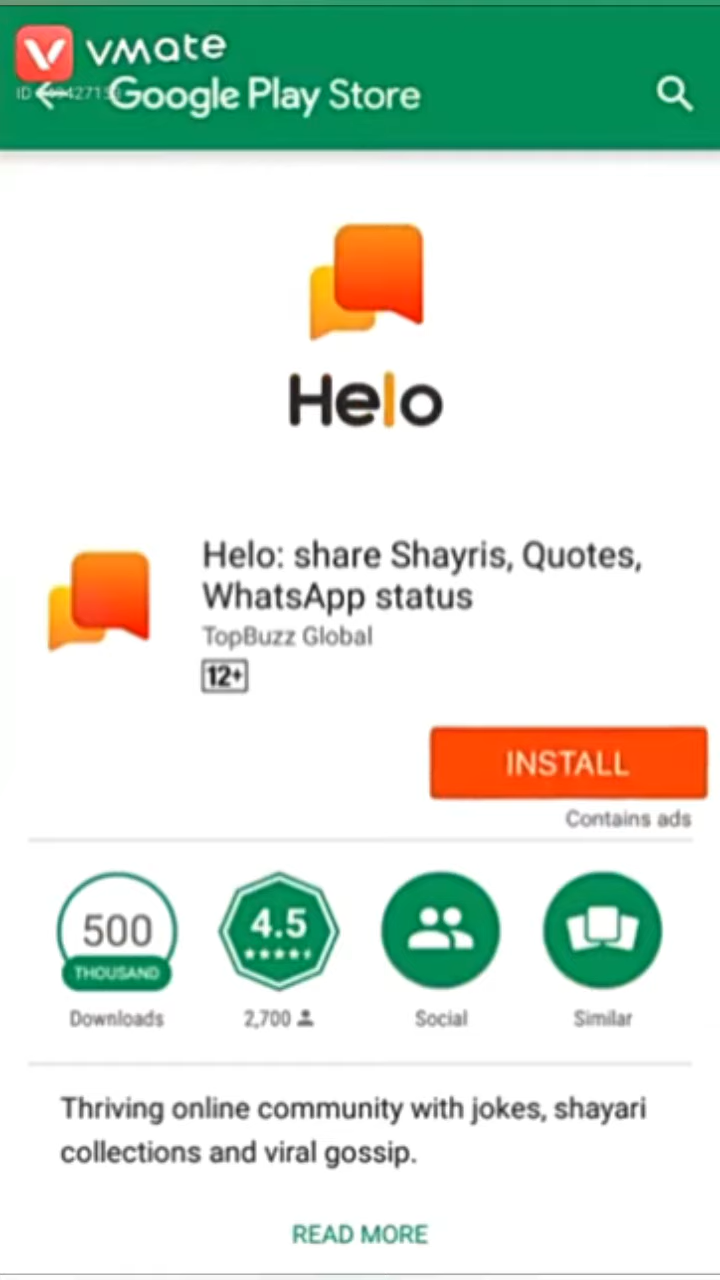 vmate
Google Play Store
Helo
Helo: share Shayris, Quotes,
WhatsApp status
TopBuzz Global
12+
INSTALL
Contains ads
500
THOUSAND
Downloads
4.5
2,700
Social
Similar
Thriving online community with jokes, shayari
collections and viral gossip.
READ MORE